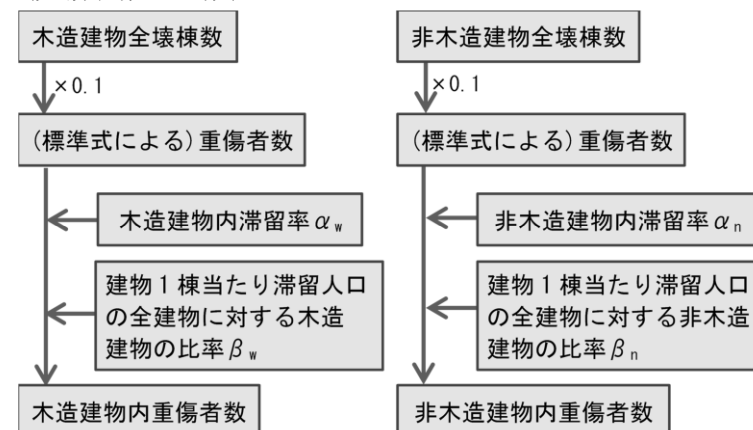 木造建物全壊棟数
×0.1
(標準式による)重傷者数
木造建物内滞留率αw
建物1棟当たり滞留人口
の全建物に対する木造
建物の比率βw
木造建物内重傷者数
非木造建物全壊棟数
×0.1
(標準式による)重傷者数
非木造建物内滞留率αn
建物1棟当たり滞留人口
の全建物に対する非木造
建物の比率βn
非木造建物内重傷者数